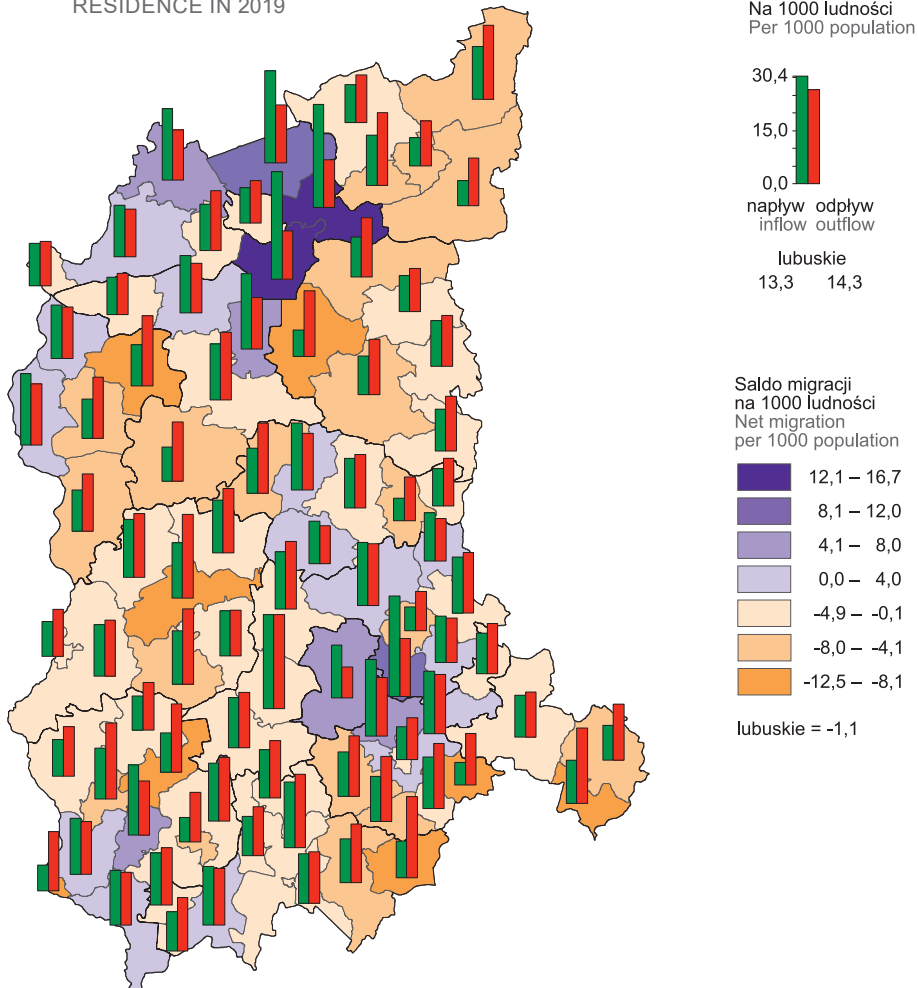 RESIDENCE IN 2019
Na 1000 ludności
Per 1000 population
30,4
15,0
0,0
napływ odpływ
inflow outflow
lubuskie
13,3 14,3
Saldo migracji
na 1000 ludności
Net migration
per 1000 population
12,1 – 16,7
8,1 – 12,0
4,1 – 8,0
0,0 – 4,0
-4,9 – -0,1
-8,0 – -4,1
-12,5 – -8,1
lubuskie = -1,1